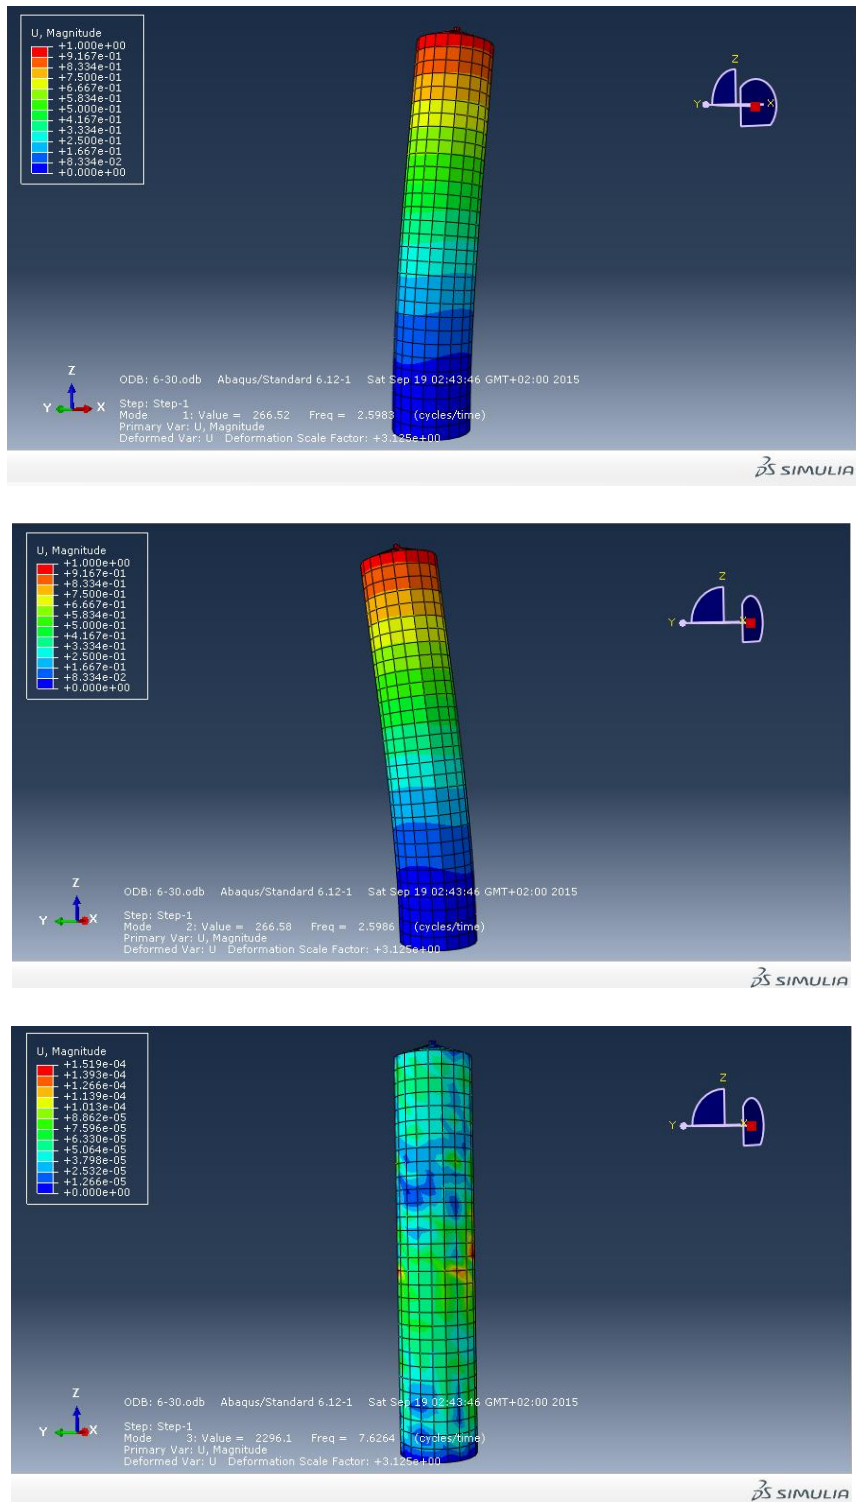 U, Magnitude
+1.000e+00
+9.167e-01
+8.334e-01
+7.500e-01
+6.667e-01
+5.834e-01
+5.000e-01
+4.167e-01
+3.334e-01
+2.500e-01
+1.667e-01
+8.334e-02
+0.000e+00
Z
Y X
Z
Y X
ODB: 6-30.odb Abaqus/Standard 6.12-1 Sat Sep 19 02:43:46 GMT+02:00 2015
Step: Step-1
Mode 1: Value = 266.52 Freq = 2.5983 (cycles/time)
Primary Var: U, Magnitude
Deformed Var: U Deformation Scale Factor: +3.125e+00
SIMULIA
U, Magnitude
+1.000e+00
+9.167e-01
+8.334e-01
+7.500e-01
+6.667e-01
+5.834e-01
+5.000e-01
+4.167e-01
+3.334e-01
+2.500e-01
+1.667e-01
+8.334e-02
+0.000e+00
Z
Y X
Z
Y X
ODB: 6-30.odb Abaqus/Standard 6.12-1 Sat Sep 19 02:43:46 GMT+02:00 2015
Step: Step-1
Mode 2: Value = 266.58 Freq = 2.5986 (cycles/time)
Primary Var: U, Magnitude
Deformed Var: U Deformation Scale Factor: +3.125e+00
SIMULIA
U, Magnitude
+1.519e-04
+1.393e-04
+1.266e-04
+1.139e-04
+1.013e-04
+8.862e-05
+7.596e-05
+6.330e-05
+5.064e-05
+3.798e-05
+2.532e-05
+1.266e-05
+0.000e+00
Z
Y X
Z
Y X
ODB: 6-30.odb Abaqus/Standard 6.12-1 Sat Sep 19 02:43:46 GMT+02:00 2015
Step: Step-1
Mode 3: Value = 2296.1 Freq = 7.6264 (cycles/time)
Primary Var: U, Magnitude
Deformed Var: U Deformation Scale Factor: +3.125e+00
SIMULIA